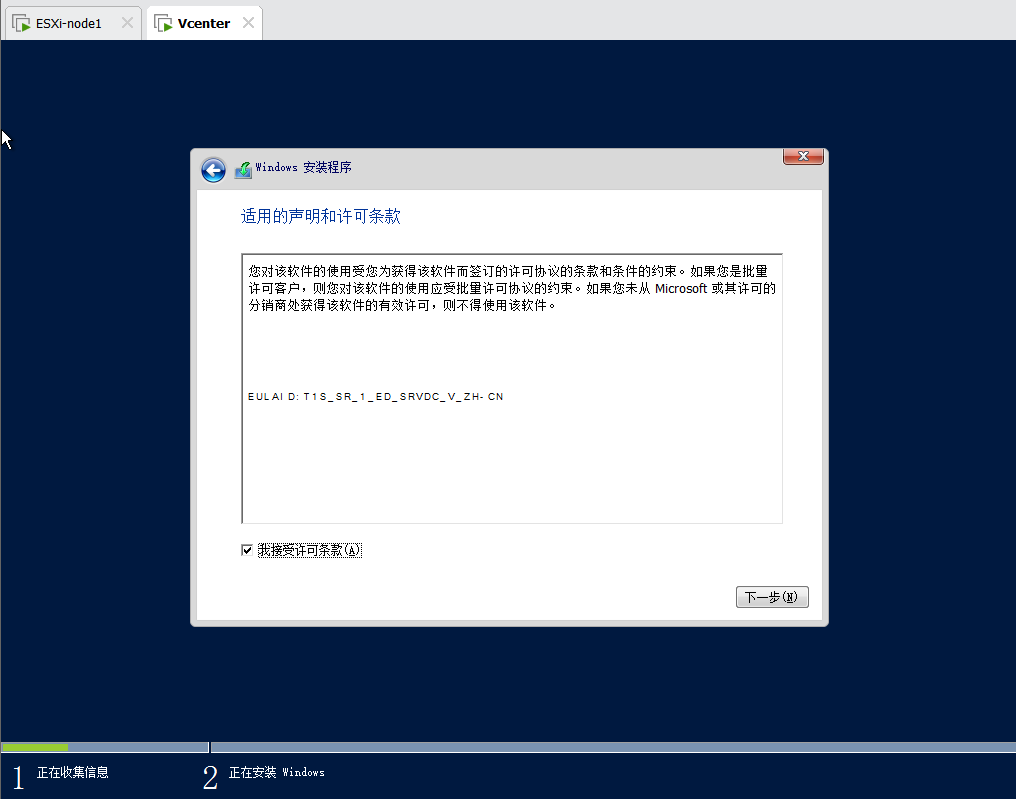 ESXi-node1
Vcenter
Windows 安装程序
适用的声明和许可条款
您对该软件的使用受您为获得该软件而签订的许可协议的条款和条件的约束。如果您是批量
许可客户，则您对该软件的使用应受批量许可协议的约束。如果您未从 Microsoft 或其许可的
分销商处获得该软件的有效许可，则不得使用该软件。
EULAID: T1S_SR_1_ED_SRVDC_V_ZH-CN
我接受许可条款(A)
下一步(N)
1 正在收集信息
2 正在安装 Windows